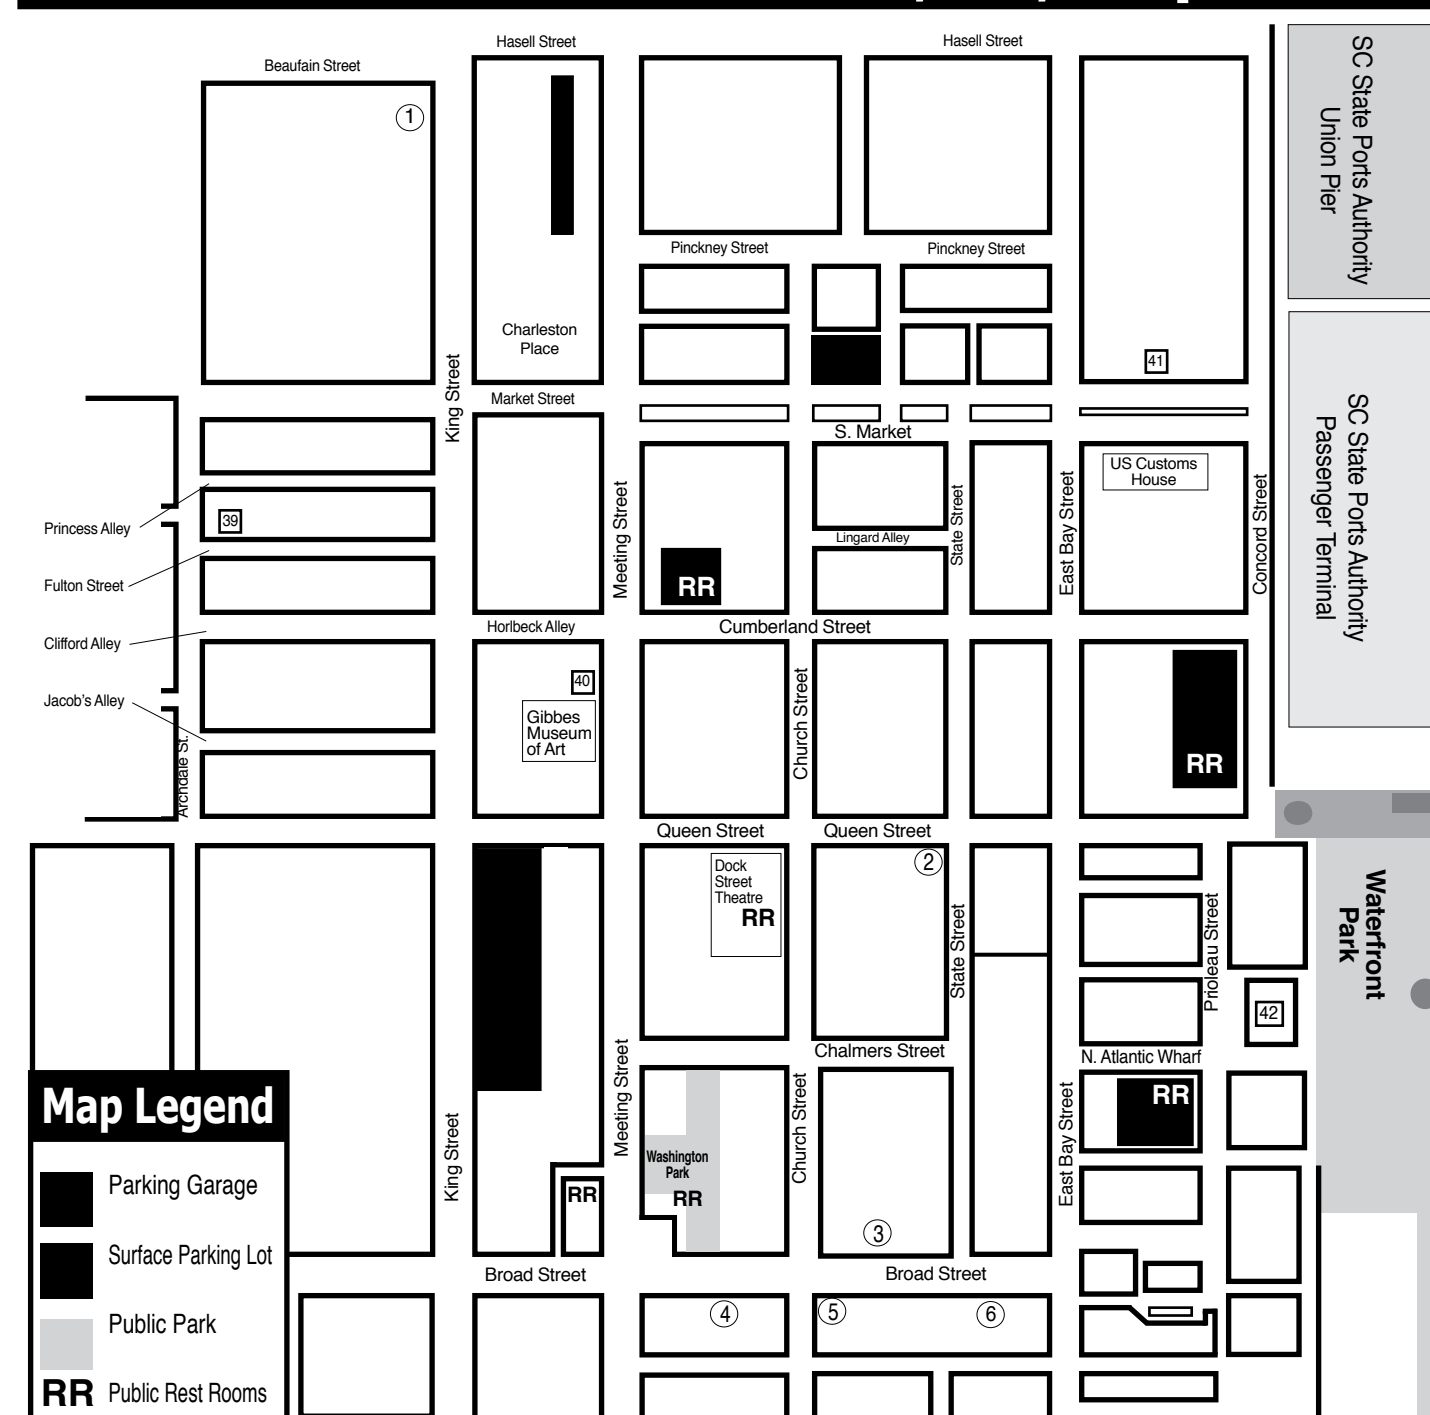 Hasell Street
Hasell Street
Beaufain Street
1
SC State Ports Authority
Union Pier
Pinckney Street
Pinckney Street
Charleston
Place
41
King Street
Market Street
S. Market
SC State Ports Authority
Passenger Terminal
US Customs
House
Princess Alley
39
Meeting Street
State Street
East Bay Street
Concord Street
Lingard Alley
RR
Fulton Street
Horlbeck Alley
Cumberland Street
Clifford Alley
40
Jacob's Alley
Gibbes
Museum
of Art
Church Street
RR
Archdale St.
Queen Street
Queen Street
Dock
Street
Theatre
RR
2
Waterfront
Park
State Street
Prioleau Street
42
Chalmers Street
N. Atlantic Wharf
Meeting Street
Church Street
East Bay Street
RR
King Street
Washington
Park
RR
RR
3
Broad Street
Broad Street
4
5
6
Map Legend
Parking Garage
Surface Parking Lot
Public Park
RR Public Rest Rooms